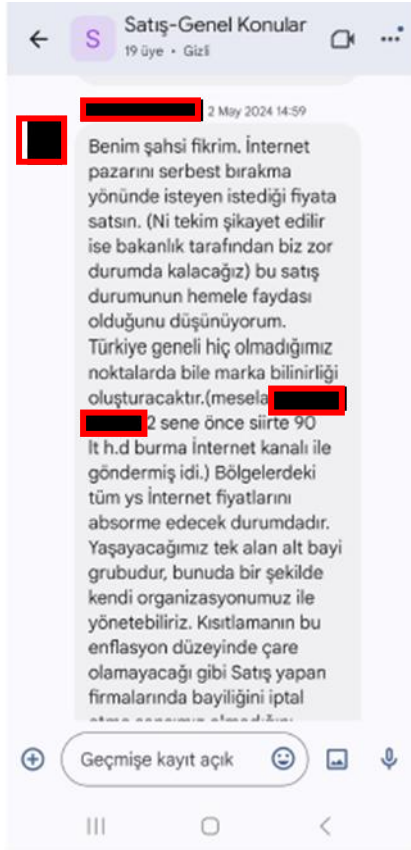 Satış-Genel Konular
S
19 üye • Gizli
2 May 2024 14:59
Benim şahsi fikrim. İnternet
pazarını serbest bırakma
yönünde isteyen istediği fiyata
satsın. (Ni tekim şikayet edilir
ise bakanlık tarafından biz zor
durumda kalacağız) bu satış
durumunun hemele faydası
olduğunu düşünüyorum.
Türkiye geneli hiç olmadığımız
noktalarda bile marka bilinirliği
oluşturacaktır.(mesela
2 sene önce siirte 90
lt h.d burma İnternet kanalı ile
göndermiş idi.) Bölgelerdeki
tüm ys İnternet fiyatlarını
absorme edecek durumdadır.
Yaşayacağımız tek alan alt bayi
grubudur, bunuda bir şekilde
kendi organizasyonumuz ile
yönetebiliriz. Kısıtlamanın bu
enflasyon düzeyinde çare
olamayacağı gibi Satış yapan
firmalarında bayiliğini iptal
Geçmişe kayıt açık